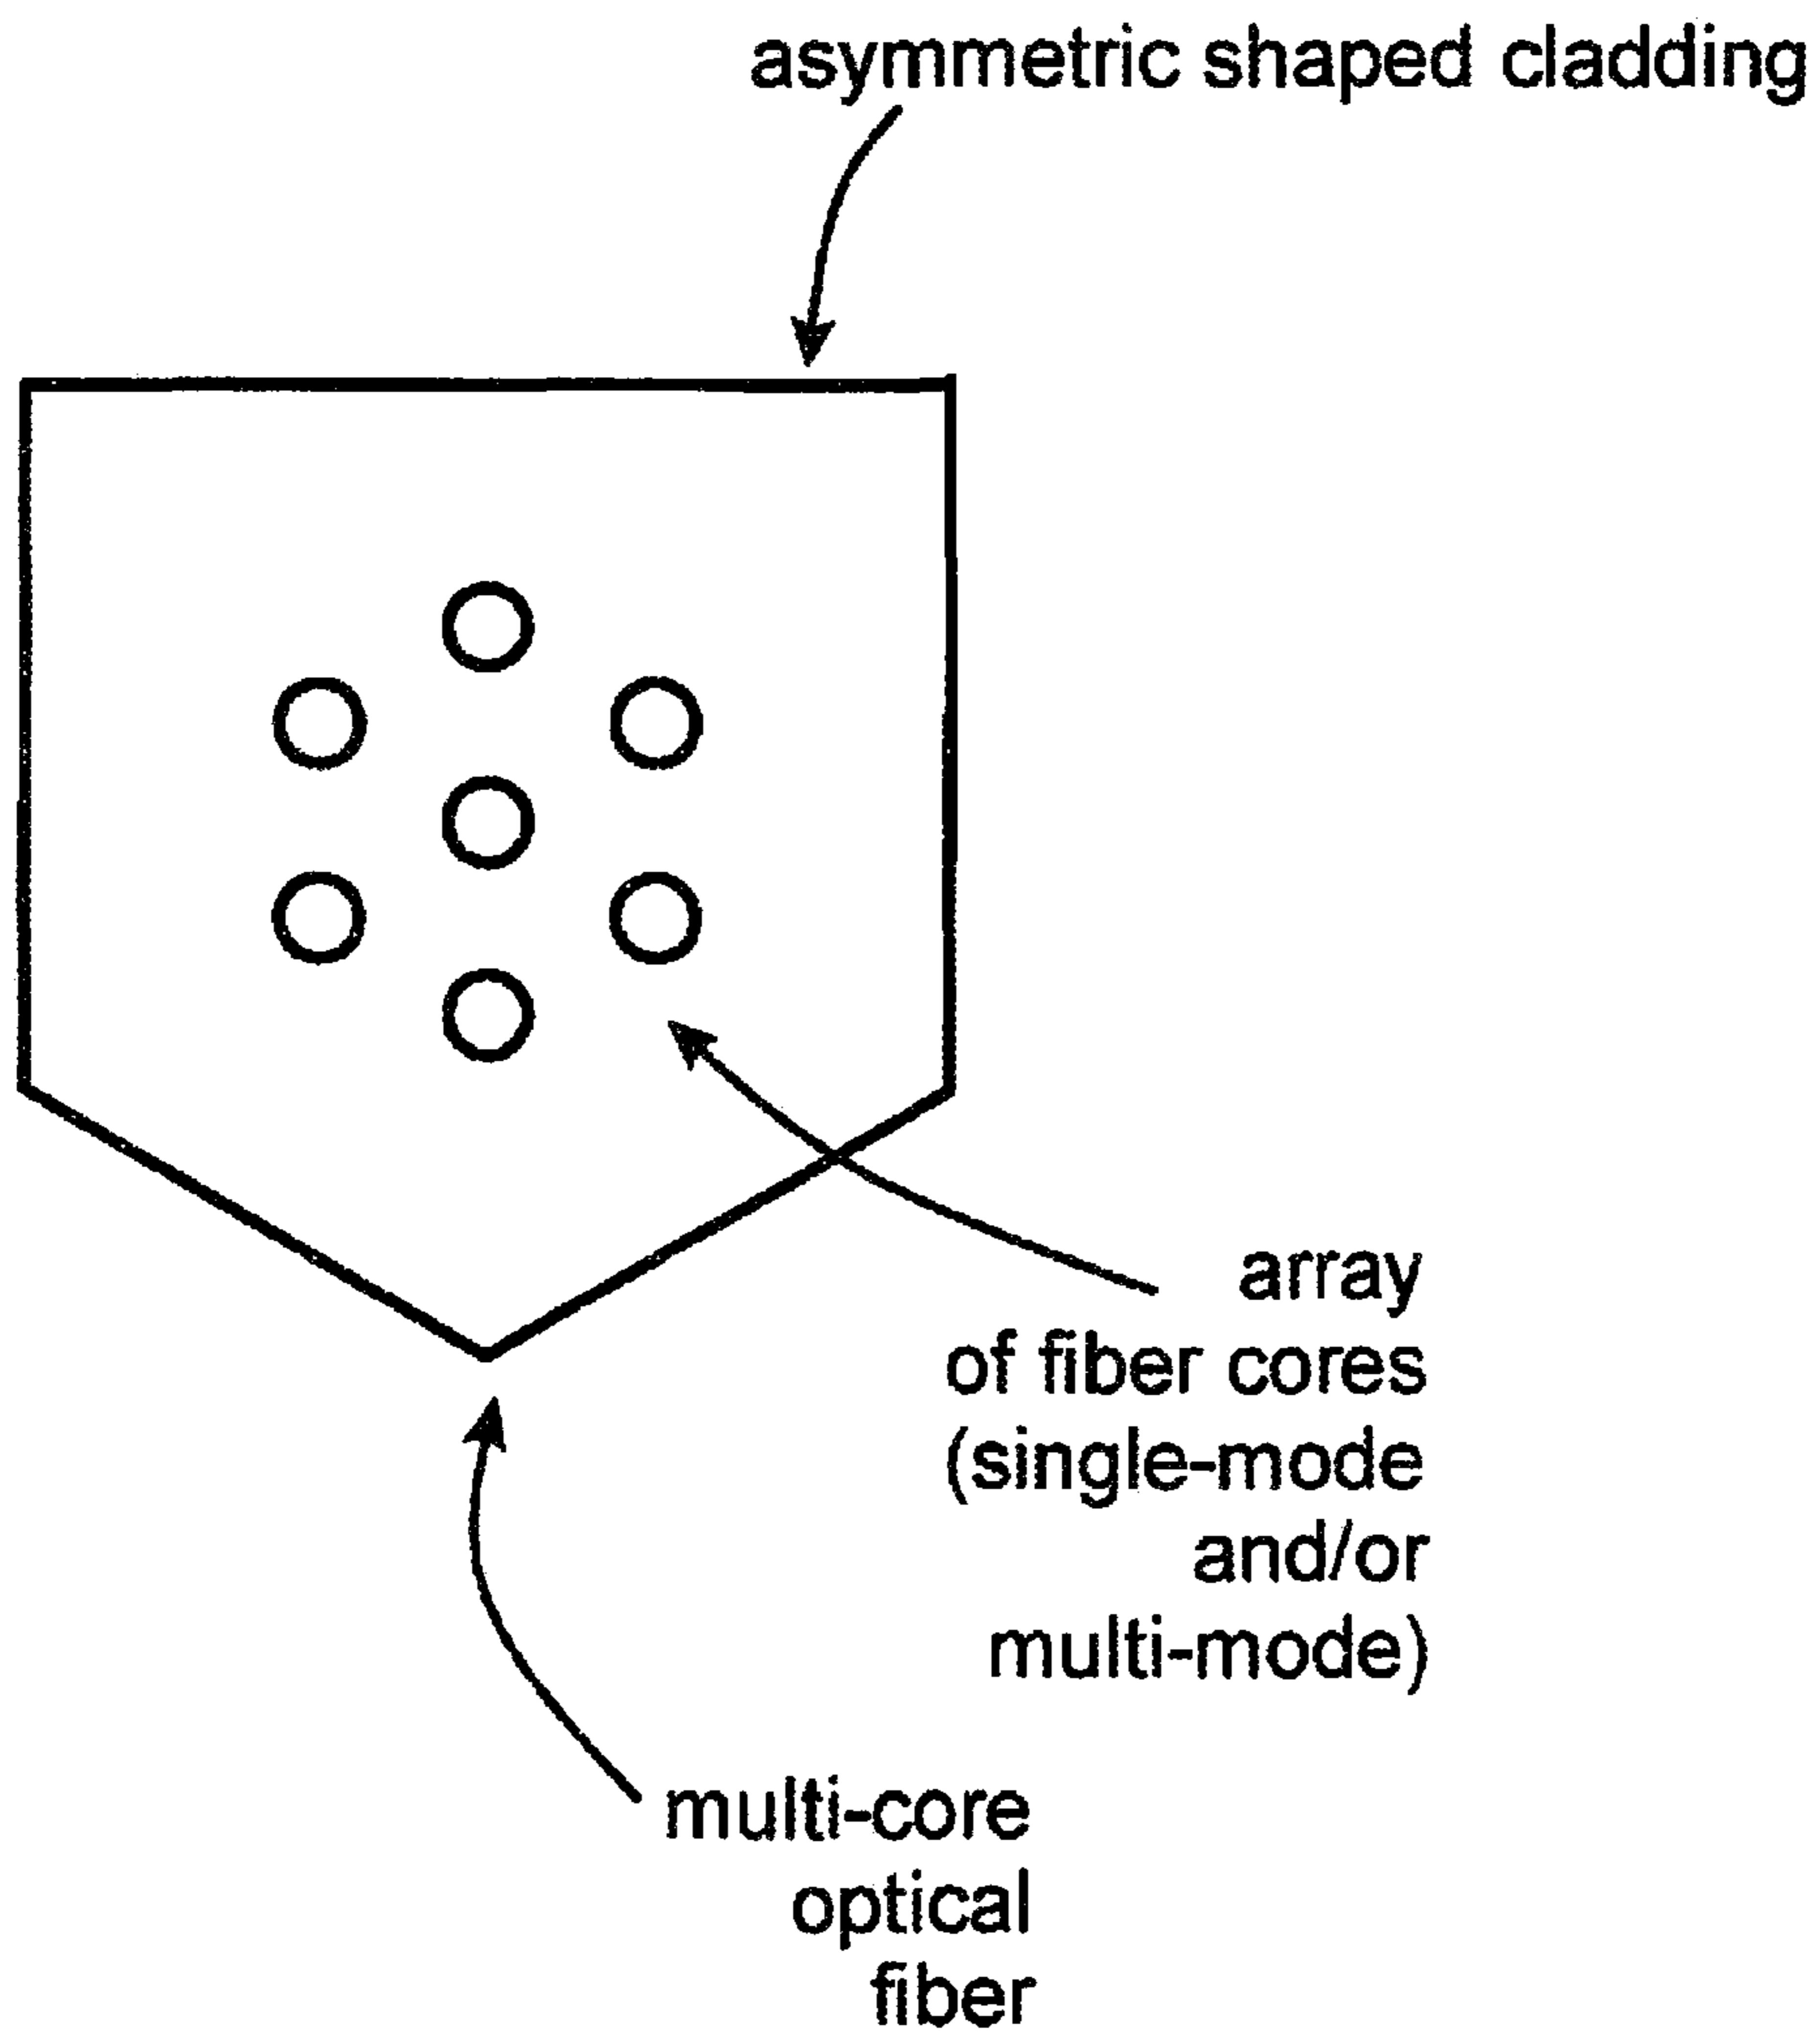 asymmetric shaped cladding
array
of fiber cores
(single-mode
and/or
multi-mode)
multi-core
optical
fiber